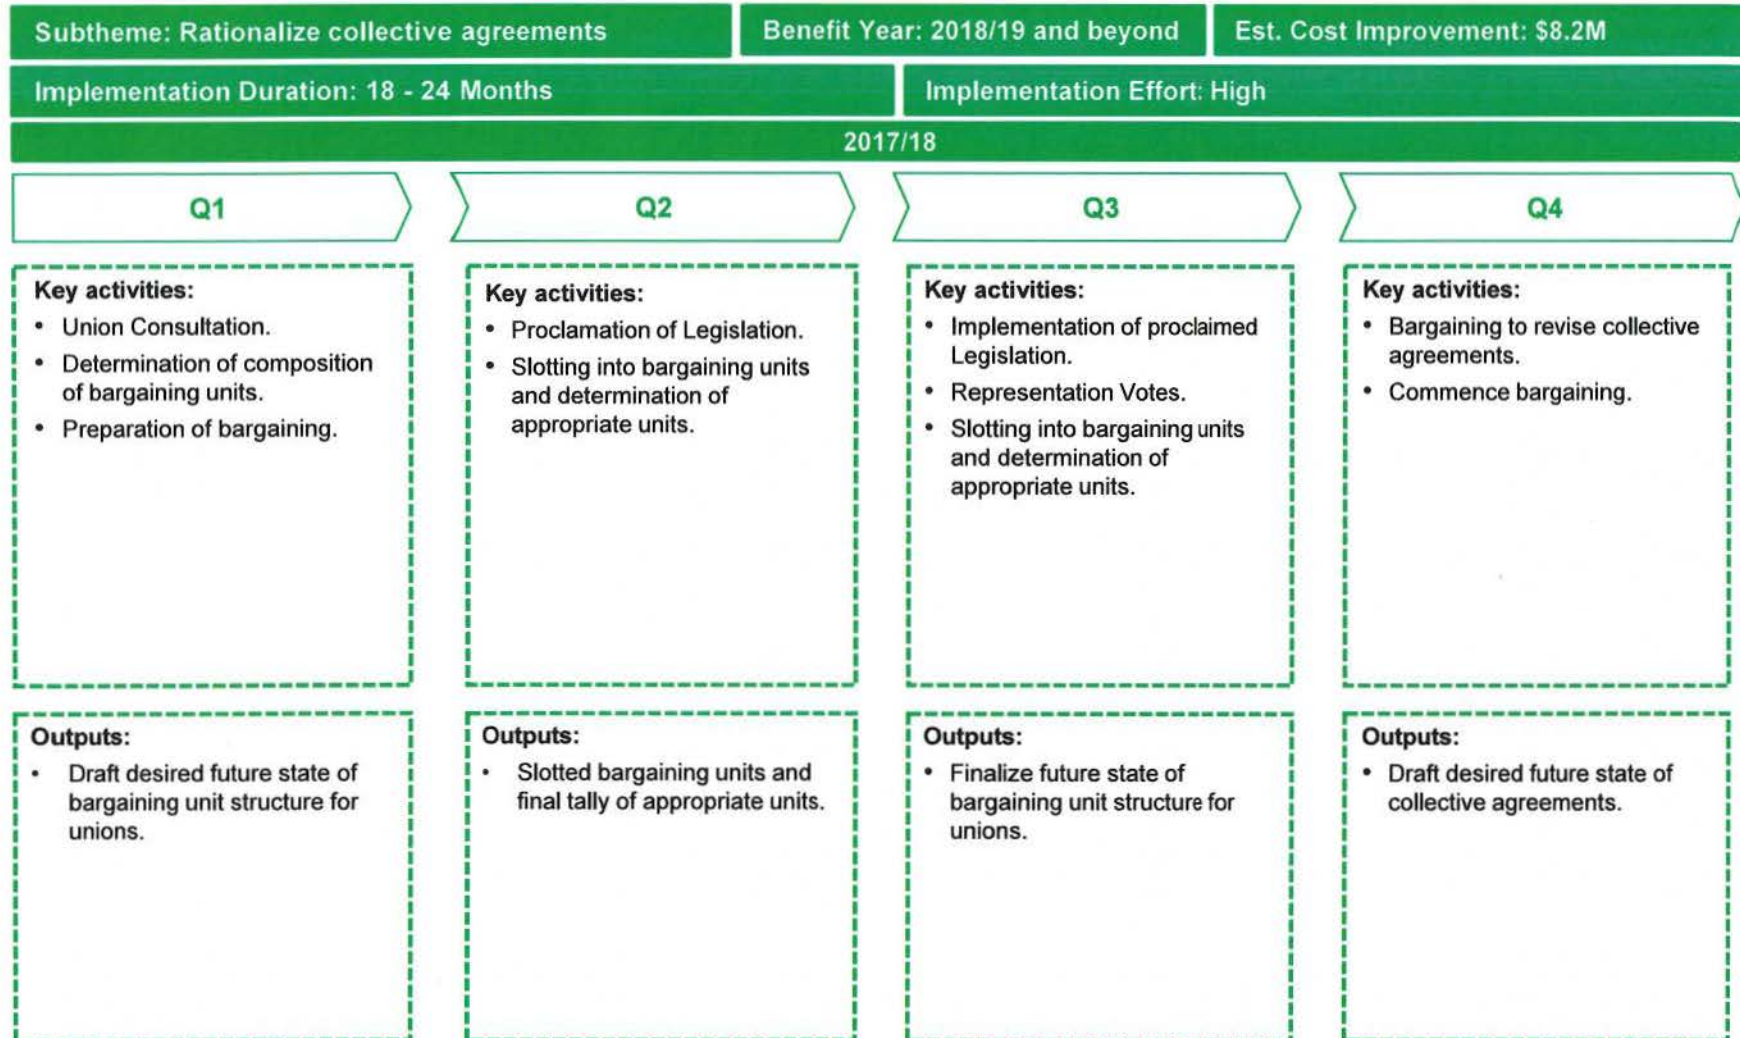 Subtheme: Rationalize collective agreements
Benefit Year: 2018/19 and beyond
Est. Cost Improvement: $8.2M
Implementation Duration: 18 - 24 Months
Implementation Effort: High
2017/18
Q1
Q2
Q3
Q4
Key activities:
• Union Consultation.
• Determination of composition
of bargaining units.
• Preparation of bargaining.
Key activities:
• Proclamation of Legislation.
• Slotting into bargaining units
and determination of
appropriate units.
Key activities:
• Implementation of proclaimed
Legislation.
• Representation Votes.
• Slotting into bargaining units
and determination of
appropriate units.
Key activities:
• Bargaining to revise collective
agreements.
• Commence bargaining.
Outputs:
• Draft desired future state of
bargaining unit structure for
unions.
Outputs:
• Slotted bargaining units and
final tally of appropriate units.
Outputs:
• Finalize future state of
bargaining unit structure for
unions.
Outputs:
• Draft desired future state of
collective agreements.